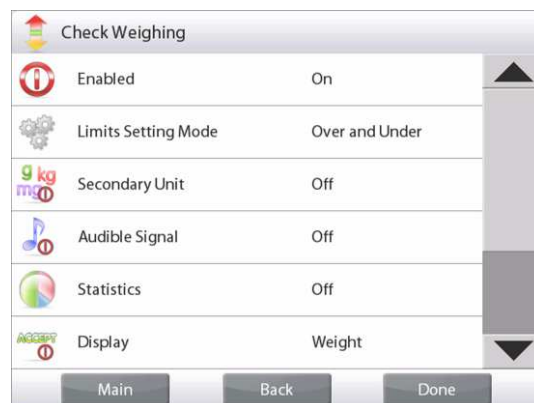 Check Weighing
Enabled On
Limits Setting Mode Over and Under
g kg
mg
Secondary Unit Off
Audible Signal Off
Statistics Off
ACCEPT
Display Weight
Main Back Done